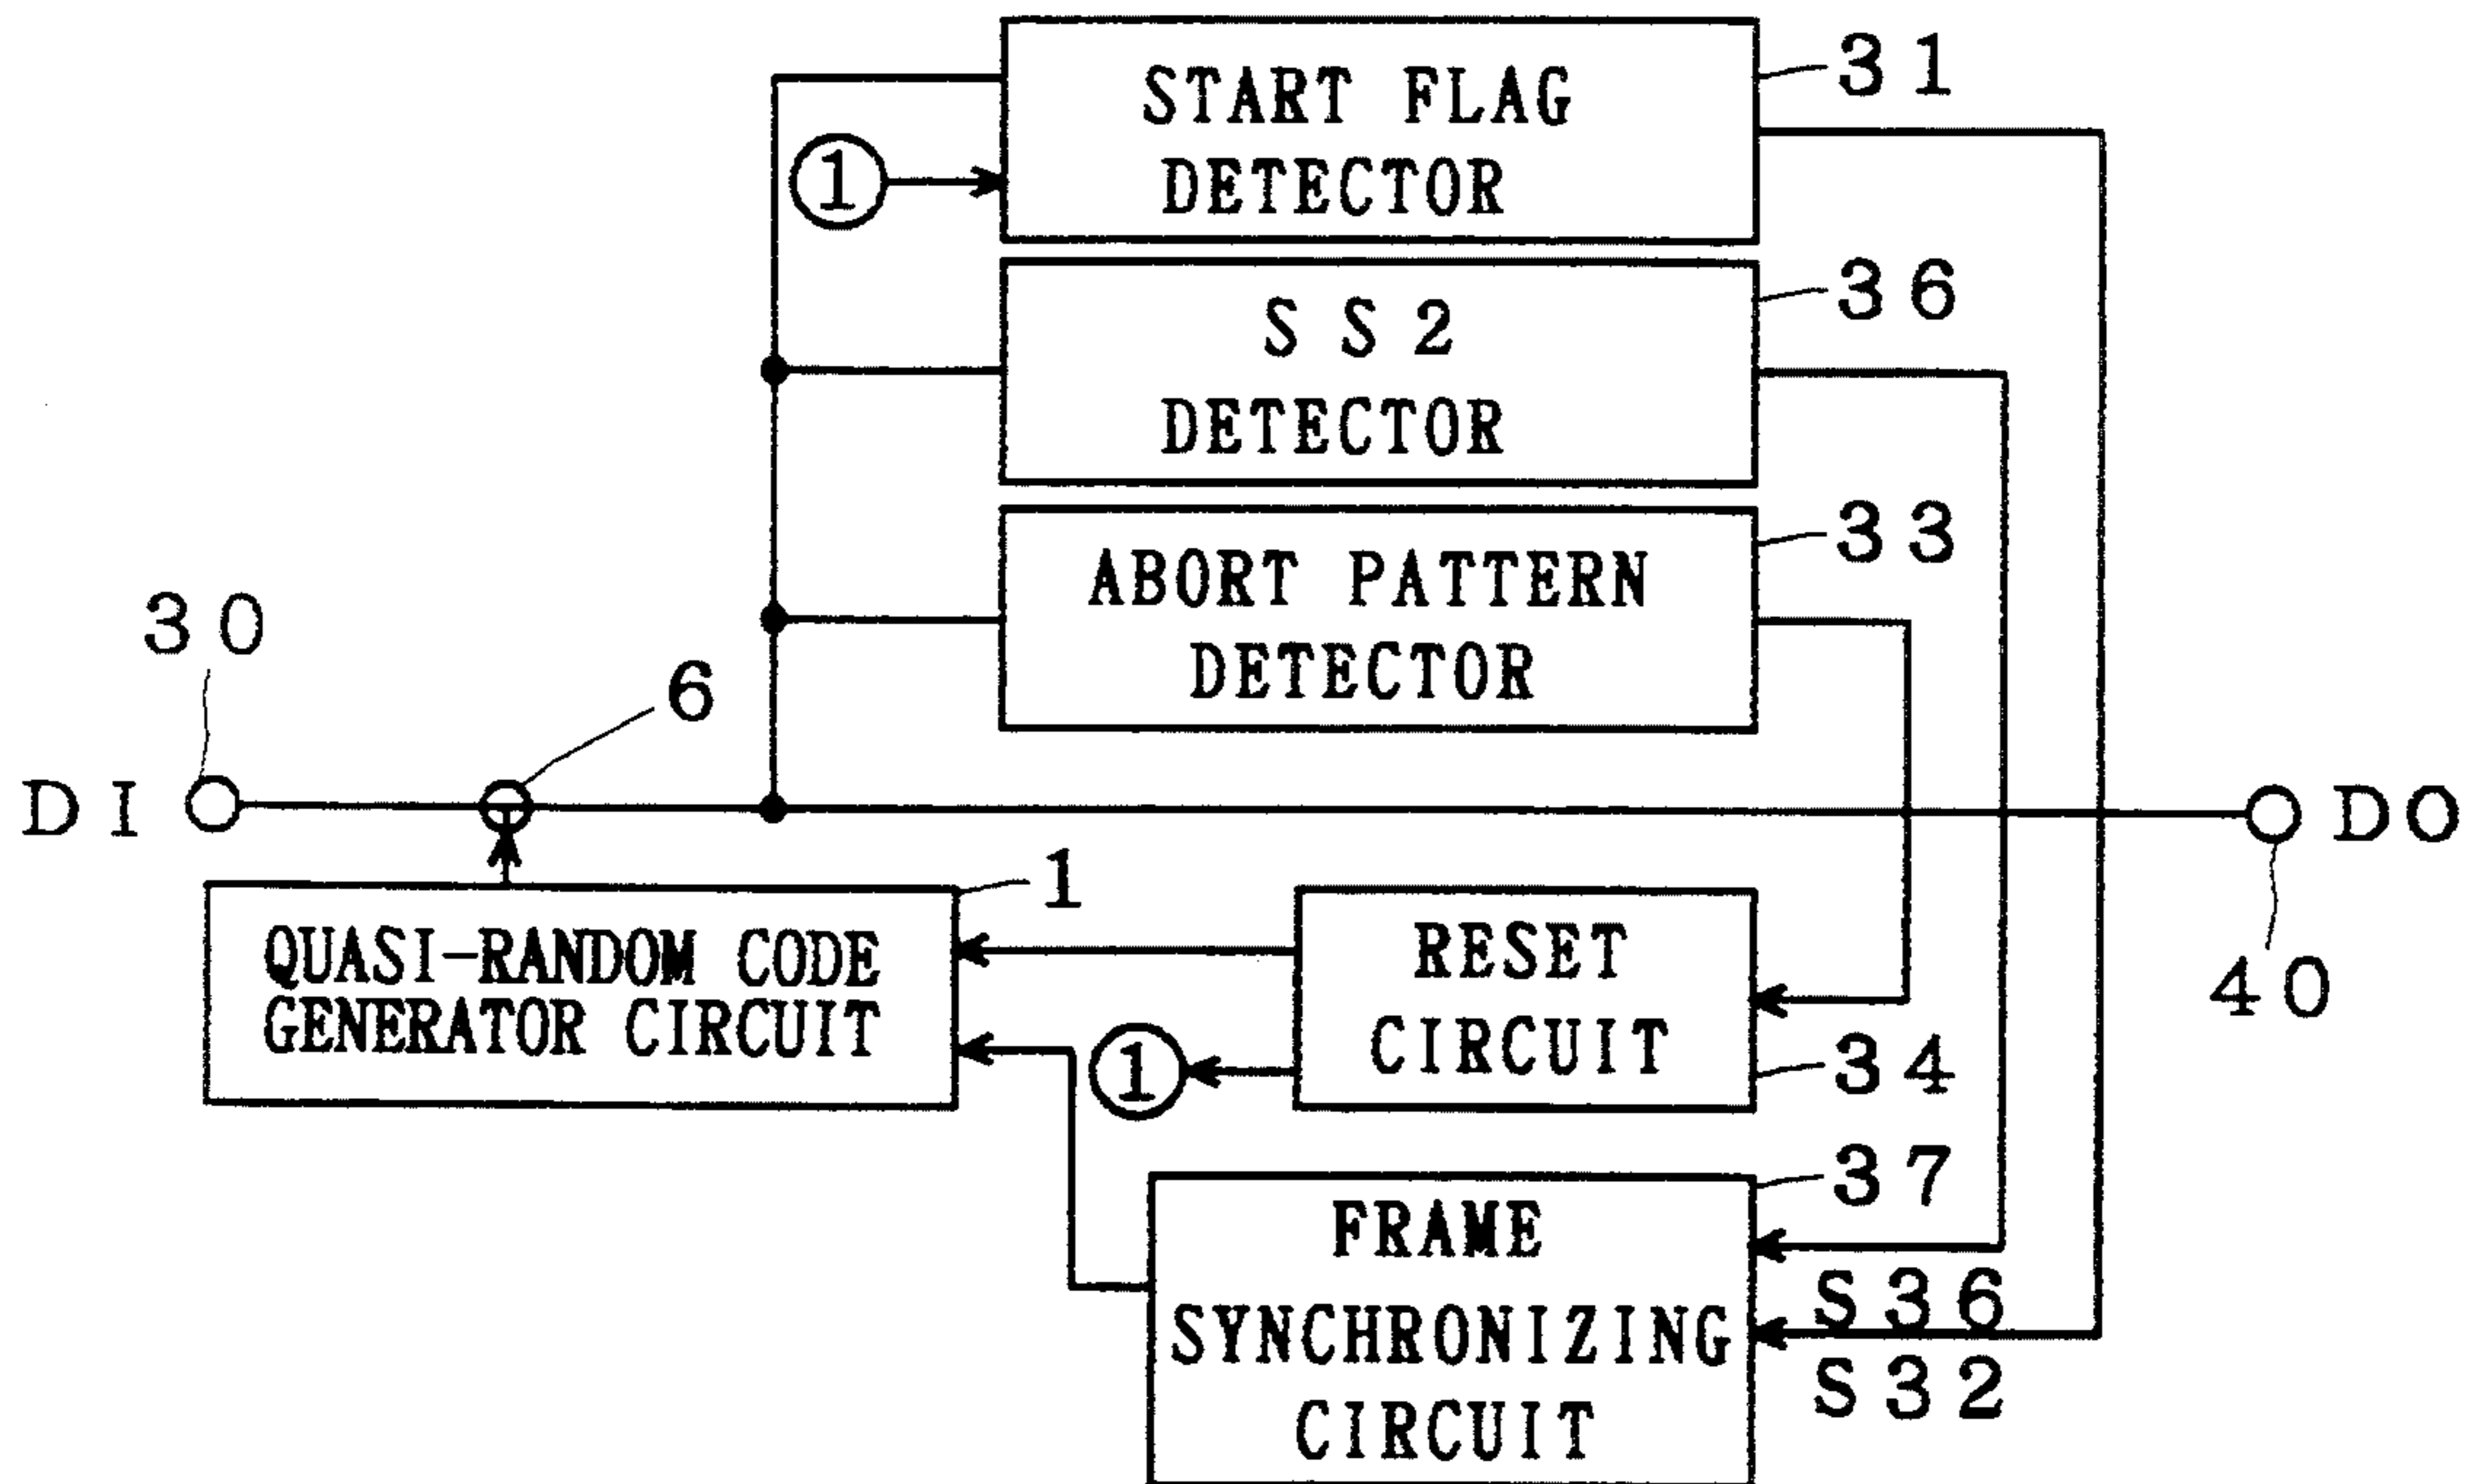 START FLAG
DETECTOR
31
①
S S 2
DETECTOR
36
ABORT PATTERN
DETECTOR
33
30
6
DI
DO
1
QUASI-RANDOM CODE
GENERATOR CIRCUIT
RESET
CIRCUIT
34
①
40
37
FRAME
SYNCHRONIZING
CIRCUIT
S36
S32